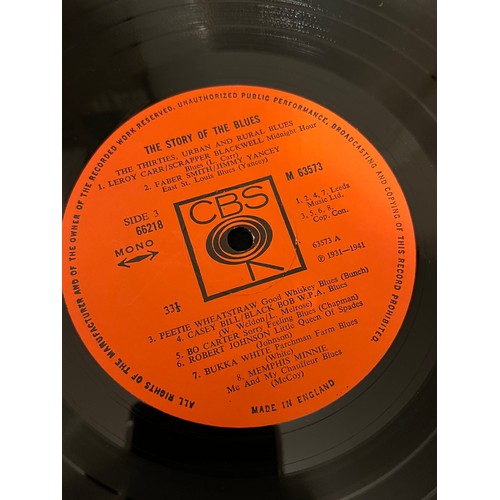 ALL RIGHTS OF THE MANUFACTURER AND OF THE OWNER OF THE RECORDED WORK RESERVED. UNAUTHORIZED PUBLIC PERFORMANCE, BROADCASTING AND COPYING OF THIS RECORD PROHIBITED.
THE STORY OF THE BLUES
THE THIRTIES, URBAN AND RURAL BLUES
1. LEROY CARR/SCRAPPER BLACKWELL Midnight Hour
Blues (L. Carr)
2. FABER SMITH/JIMMY YANCEY
East St. Louis Blues (Yancey)
SIDE 3
66218
MONO
CBS
M 63573
1, 2, 4, 7, Leeds
Music Ltd.
3, 5, 6, 8,
Cop. Con.
63573 A
℗ 1931-1941
33⅓
3. PEETIE WHEATSTRAW Good Whiskey Blues (Bunch)
4. CASEY BILL/BLACK BOB W.P.A. Blues
(W. Weldon/L. Melrose)
5. BO CARTER Sorry Feeling Blues (Chapman)
6. ROBERT JOHNSON Little Queen Of Spades
(Johnson)
7. BUKKA WHITE Parchman Farm Blues
(White)
8. MEMPHIS MINNIE
Me And My Chauffeur Blues
(McCoy)
MADE IN ENGLAND